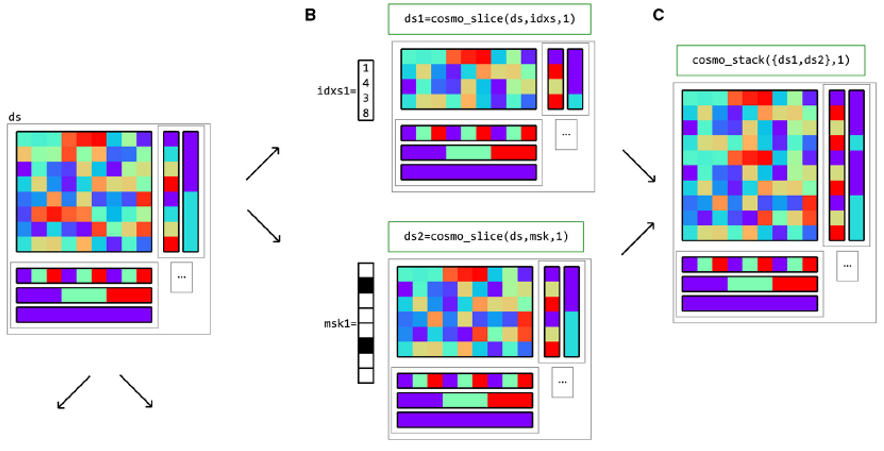 B
ds1=cosmo_slice(ds,idxs,1)
C
cosmo_stack({ds1,ds2},1)
idxs1=
1
4
3
8
ds
...
...
ds2=cosmo_slice(ds,msk,1)
...
msk1=
...